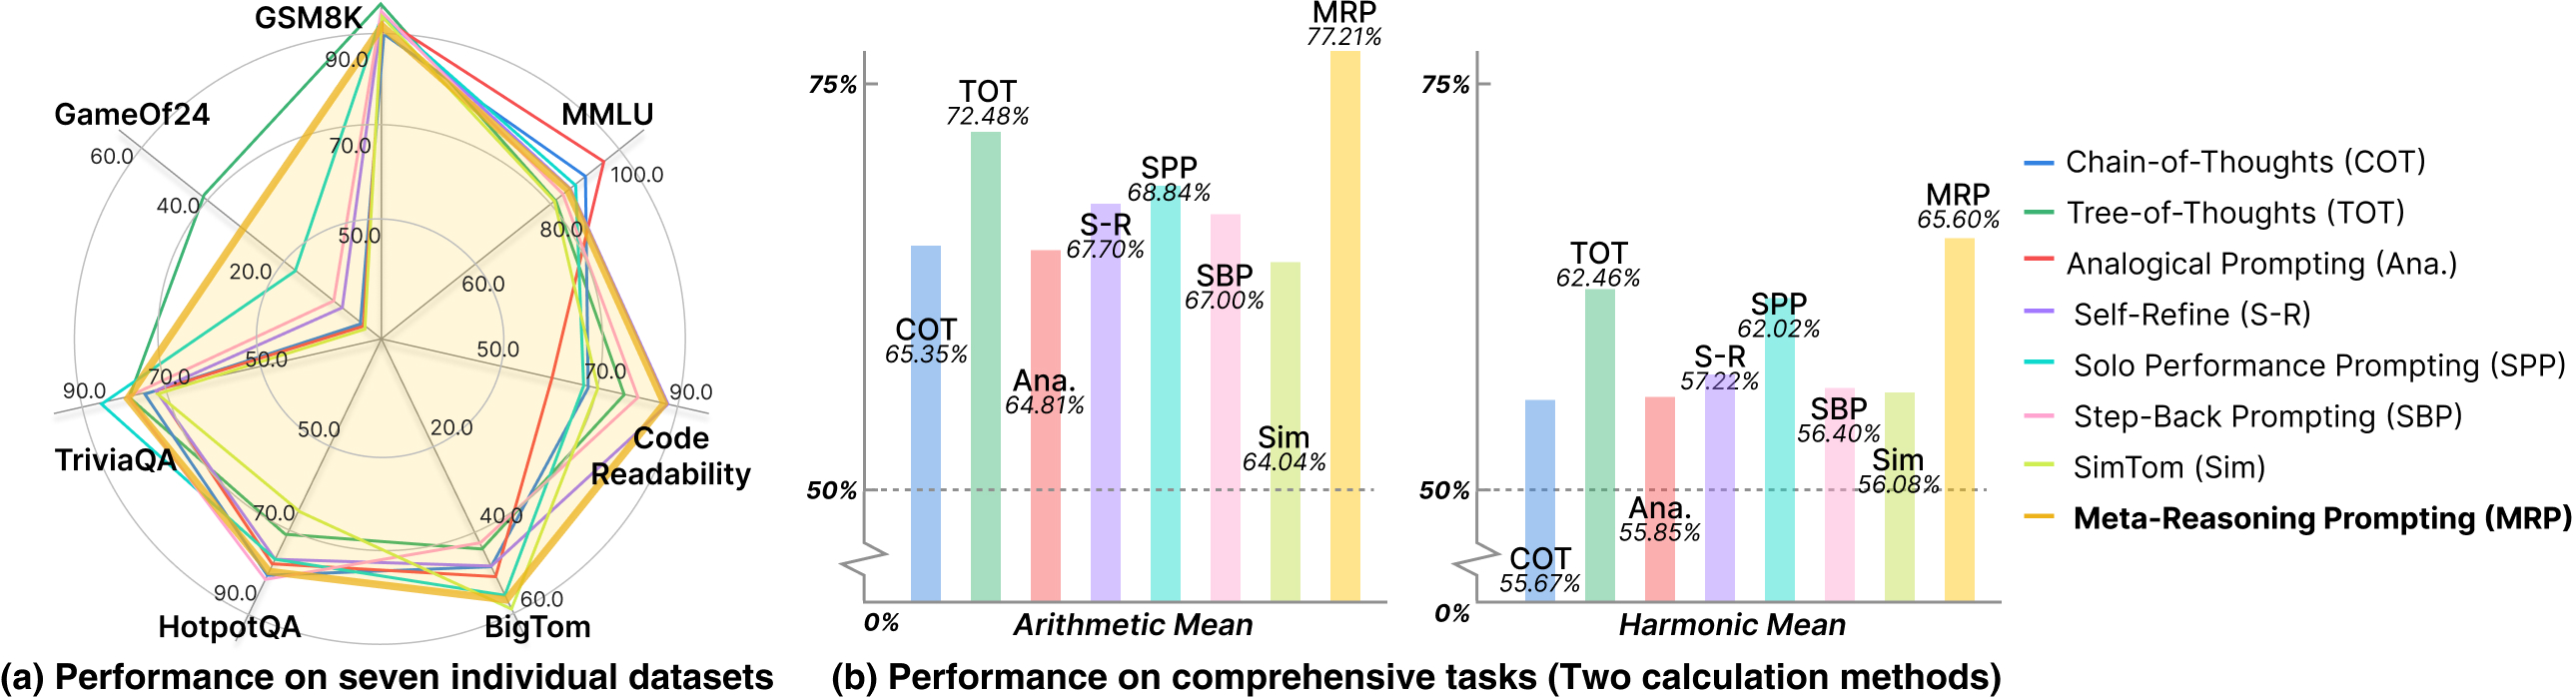 GSM8K
90.0
GameOf24
MMLU
70.0
60.0
100.0
40.0
80.0
50.0
20.0
60.0
50.0
50.0
70.0
70.0
90.0
90.0
50.0
20.0
Code
Readability
TriviaQA
70.0
40.0
90.0
60.0
HotpotQA
BigTom
(a) Performance on seven individual datasets
75%
50%
0%
COT
65.35%
TOT
72.48%
Ana.
64.81%
S-R
67.70%
SPP
68.84%
SBP
67.00%
Sim
64.04%
MRP
77.21%
Arithmetic Mean
75%
50%
0%
COT
55.67%
TOT
62.46%
Ana.
55.85%
S-R
57.22%
SPP
62.02%
SBP
56.40%
Sim
56.08%
MRP
65.60%
Harmonic Mean
(b) Performance on comprehensive tasks (Two calculation methods)
Chain-of-Thoughts (COT)
Tree-of-Thoughts (TOT)
Analogical Prompting (Ana.)
Self-Refine (S-R)
Solo Performance Prompting (SPP)
Step-Back Prompting (SBP)
SimTom (Sim)
Meta-Reasoning Prompting (MRP)